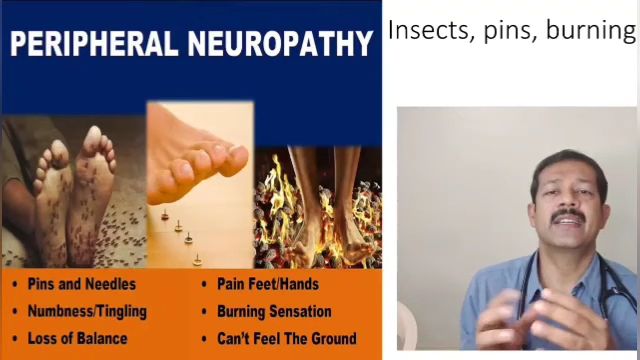 PERIPHERAL NEUROPATHY
Insects, pins, burning
• Pins and Needles
• Numbness/Tingling
• Loss of Balance
• Pain Feet/Hands
• Burning Sensation
• Can't Feel The Ground